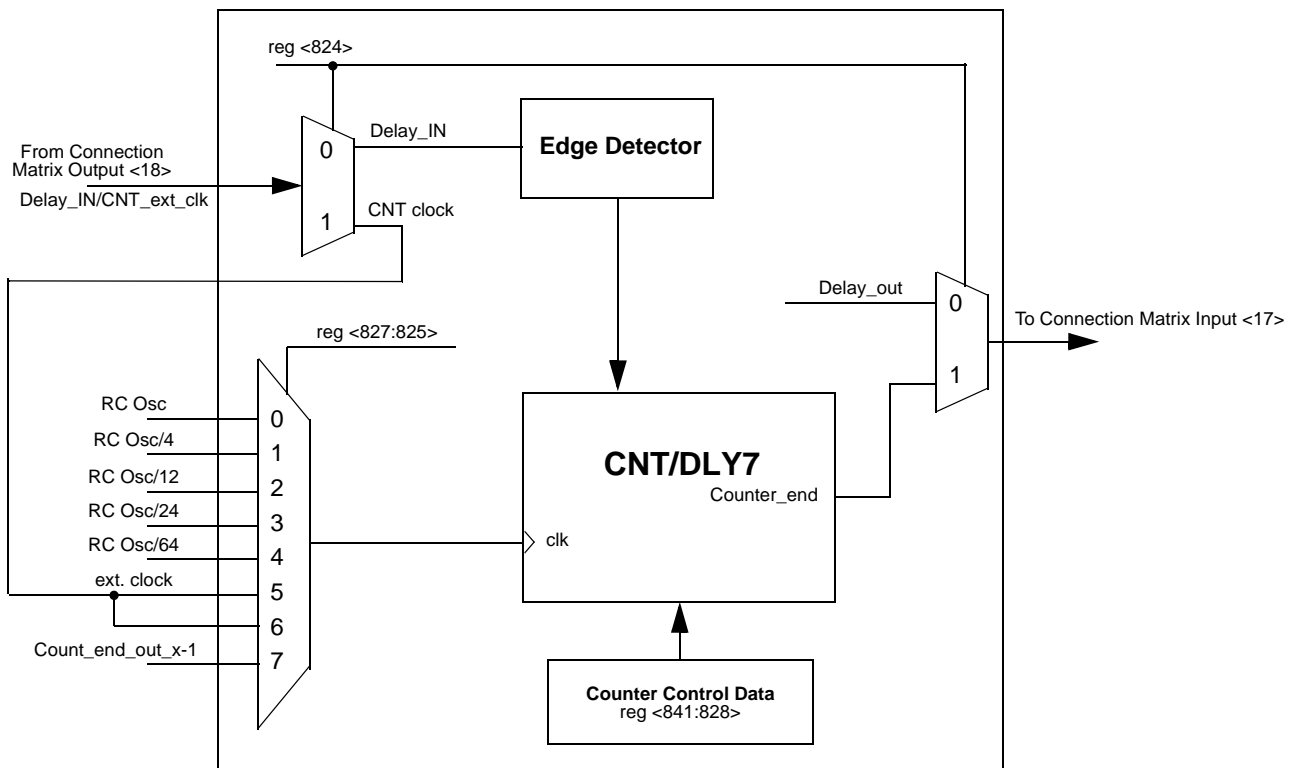 reg <824>
Delay_IN
Edge Detector
From Connection
Matrix Output <18>
Delay_IN/CNT_ext_clk
0
1
CNT clock
Delay_out
0
1
To Connection Matrix Input <17>
reg <827:825>
RC Osc
RC Osc/4
RC Osc/12
RC Osc/24
RC Osc/64
ext. clock
Count_end_out_x-1
0
1
2
3
4
5
6
7
CNT/DLY7
Counter_end
clk
Counter Control Data
reg <841:828>